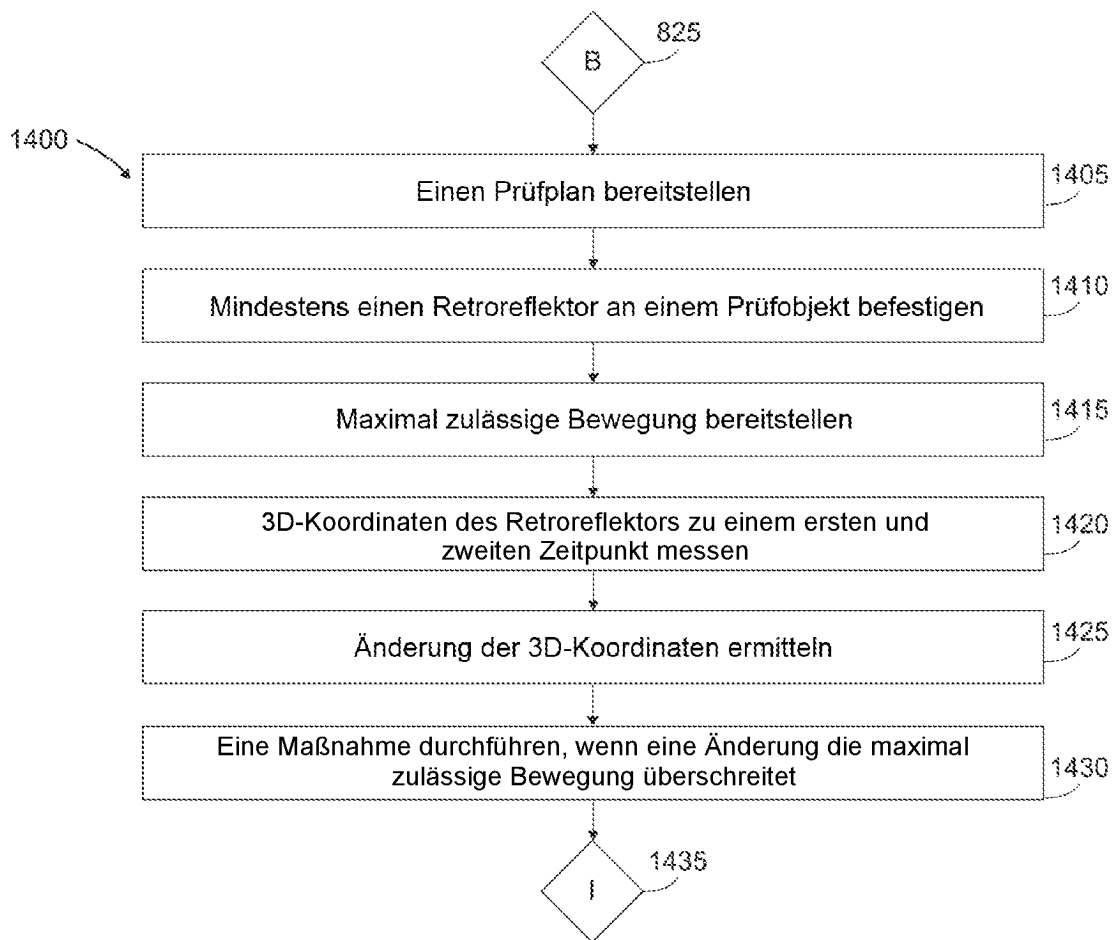 825
B
1400
1405
Einen Prüfplan bereitstellen
1410
Mindestens einen Retroreflektor an einem Prüfobjekt befestigen
1415
Maximal zulässige Bewegung bereitstellen
1420
3D-Koordinaten des Retroreflektors zu einem ersten und
zweiten Zeitpunkt messen
1425
Änderung der 3D-Koordinaten ermitteln
1430
Eine Maßnahme durchführen, wenn eine Änderung die maximal
zulässige Bewegung überschreitet
1435
I